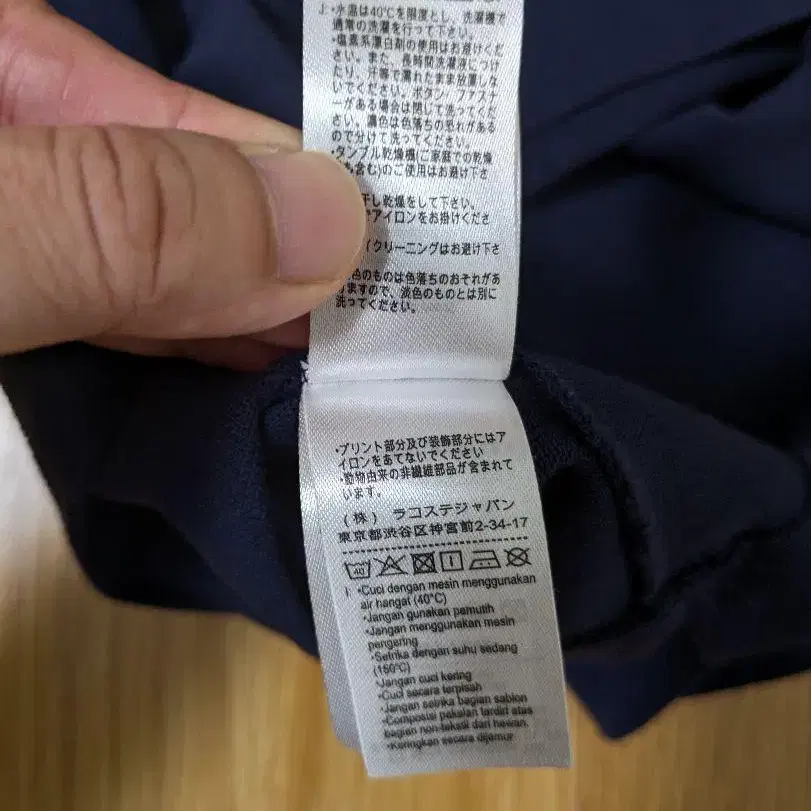 J: •水温は40℃を限度とし、洗濯機で
通常の洗濯を行って下さい。
•塩素系漂白剤の使用はお避けくだ
さい。また、長時間洗濯液につけ
たり、汗等で濡れたまま放置しな
いでください。ボタン、ファスナ
ーがある場合は閉じて洗ってくだ
さい。濃色は色落ちの恐れがある
ので分けて洗ってください。
•タンブル乾燥機(ご家庭での乾燥
も含む)のご使用はお避け下さ
干し乾燥をして下さい。
アイロンをお掛けくださ
クリーニングはお避け下さ
色のものは色落ちのおそれがあ
ますので、淡色のものとは別に
洗ってください。
•プリント部分及び装飾部分にはア
イロンをあてないでください
•動物由来の非繊維部品が含まれて
います。
(株) ラコステジャパン
東京都渋谷区神宮前2-34-17
40
I: •Cuci dengan mesin menggunakan
air hangat (40°C)
•Jangan gunakan pemutih
•Jangan menggunakan mesin
pengering
•Setrika dengan suhu sedang
(150°C)
•Jangan cuci kering
•Cuci secara terpisah
•Jangan setrika bagian sablon
•Komposisi pakaian terdiri atas
bagian non-tekstil dari hewan.
•Keringkan secara dijemur